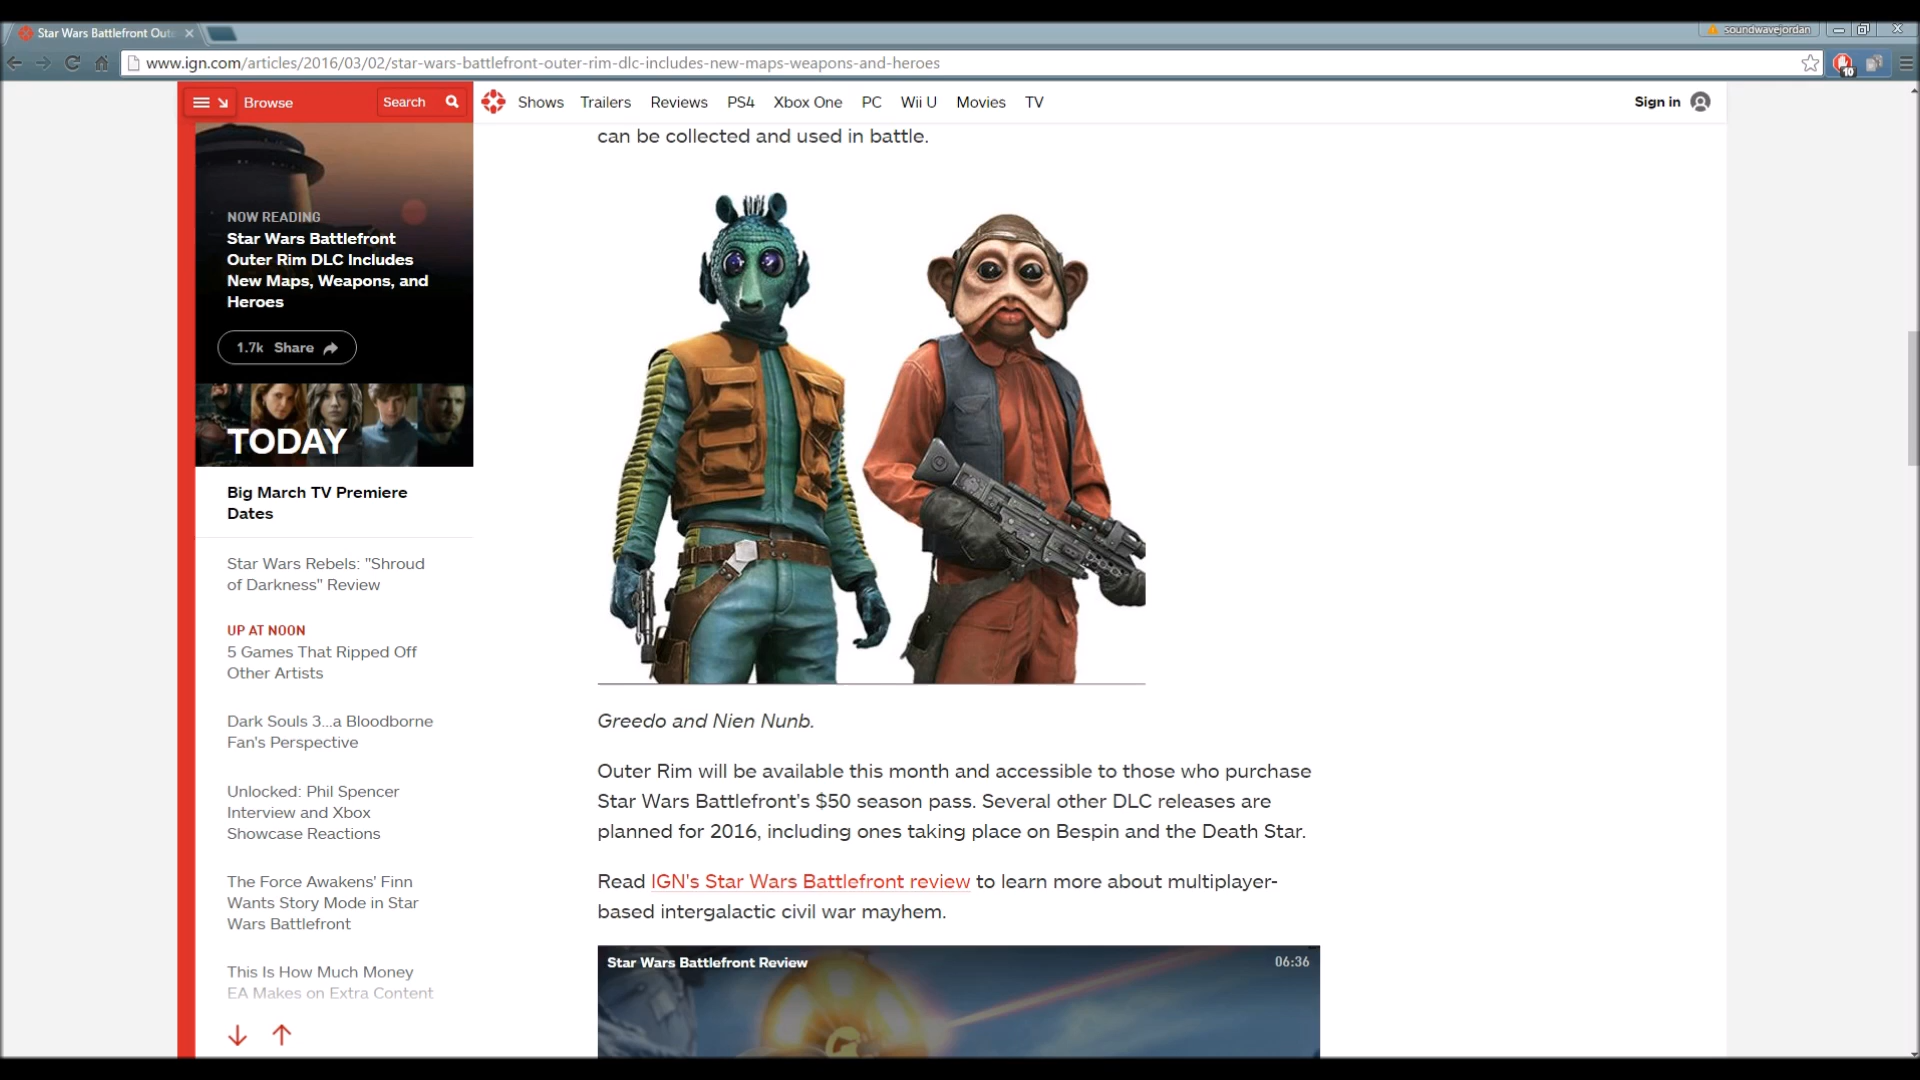 Star Wars Battlefront Oute
soundwavejordan
www.ign.com/articles/2016/03/02/star-wars-battlefront-outer-rim-dlc-includes-new-maps-weapons-and-heroes
10
Browse
Search
Shows
Trailers
Reviews
PS4
Xbox One
PC
Wii U
Movies
TV
Sign in
NOW READING
Star Wars Battlefront
Outer Rim DLC Includes
New Maps, Weapons, and
Heroes
1.7k Share
TODAY
Big March TV Premiere
Dates
Star Wars Rebels: "Shroud
of Darkness" Review
UP AT NOON
5 Games That Ripped Off
Other Artists
Dark Souls 3...a Bloodborne
Fan's Perspective
Unlocked: Phil Spencer
Interview and Xbox
Showcase Reactions
The Force Awakens' Finn
Wants Story Mode in Star
Wars Battlefront
This Is How Much Money
EA Makes on Extra Content
can be collected and used in battle.
Greedo and Nien Nunb.
Outer Rim will be available this month and accessible to those who purchase
Star Wars Battlefront's $50 season pass. Several other DLC releases are
planned for 2016, including ones taking place on Bespin and the Death Star.
Read IGN's Star Wars Battlefront review to learn more about multiplayer-
based intergalactic civil war mayhem.
Star Wars Battlefront Review
06:36